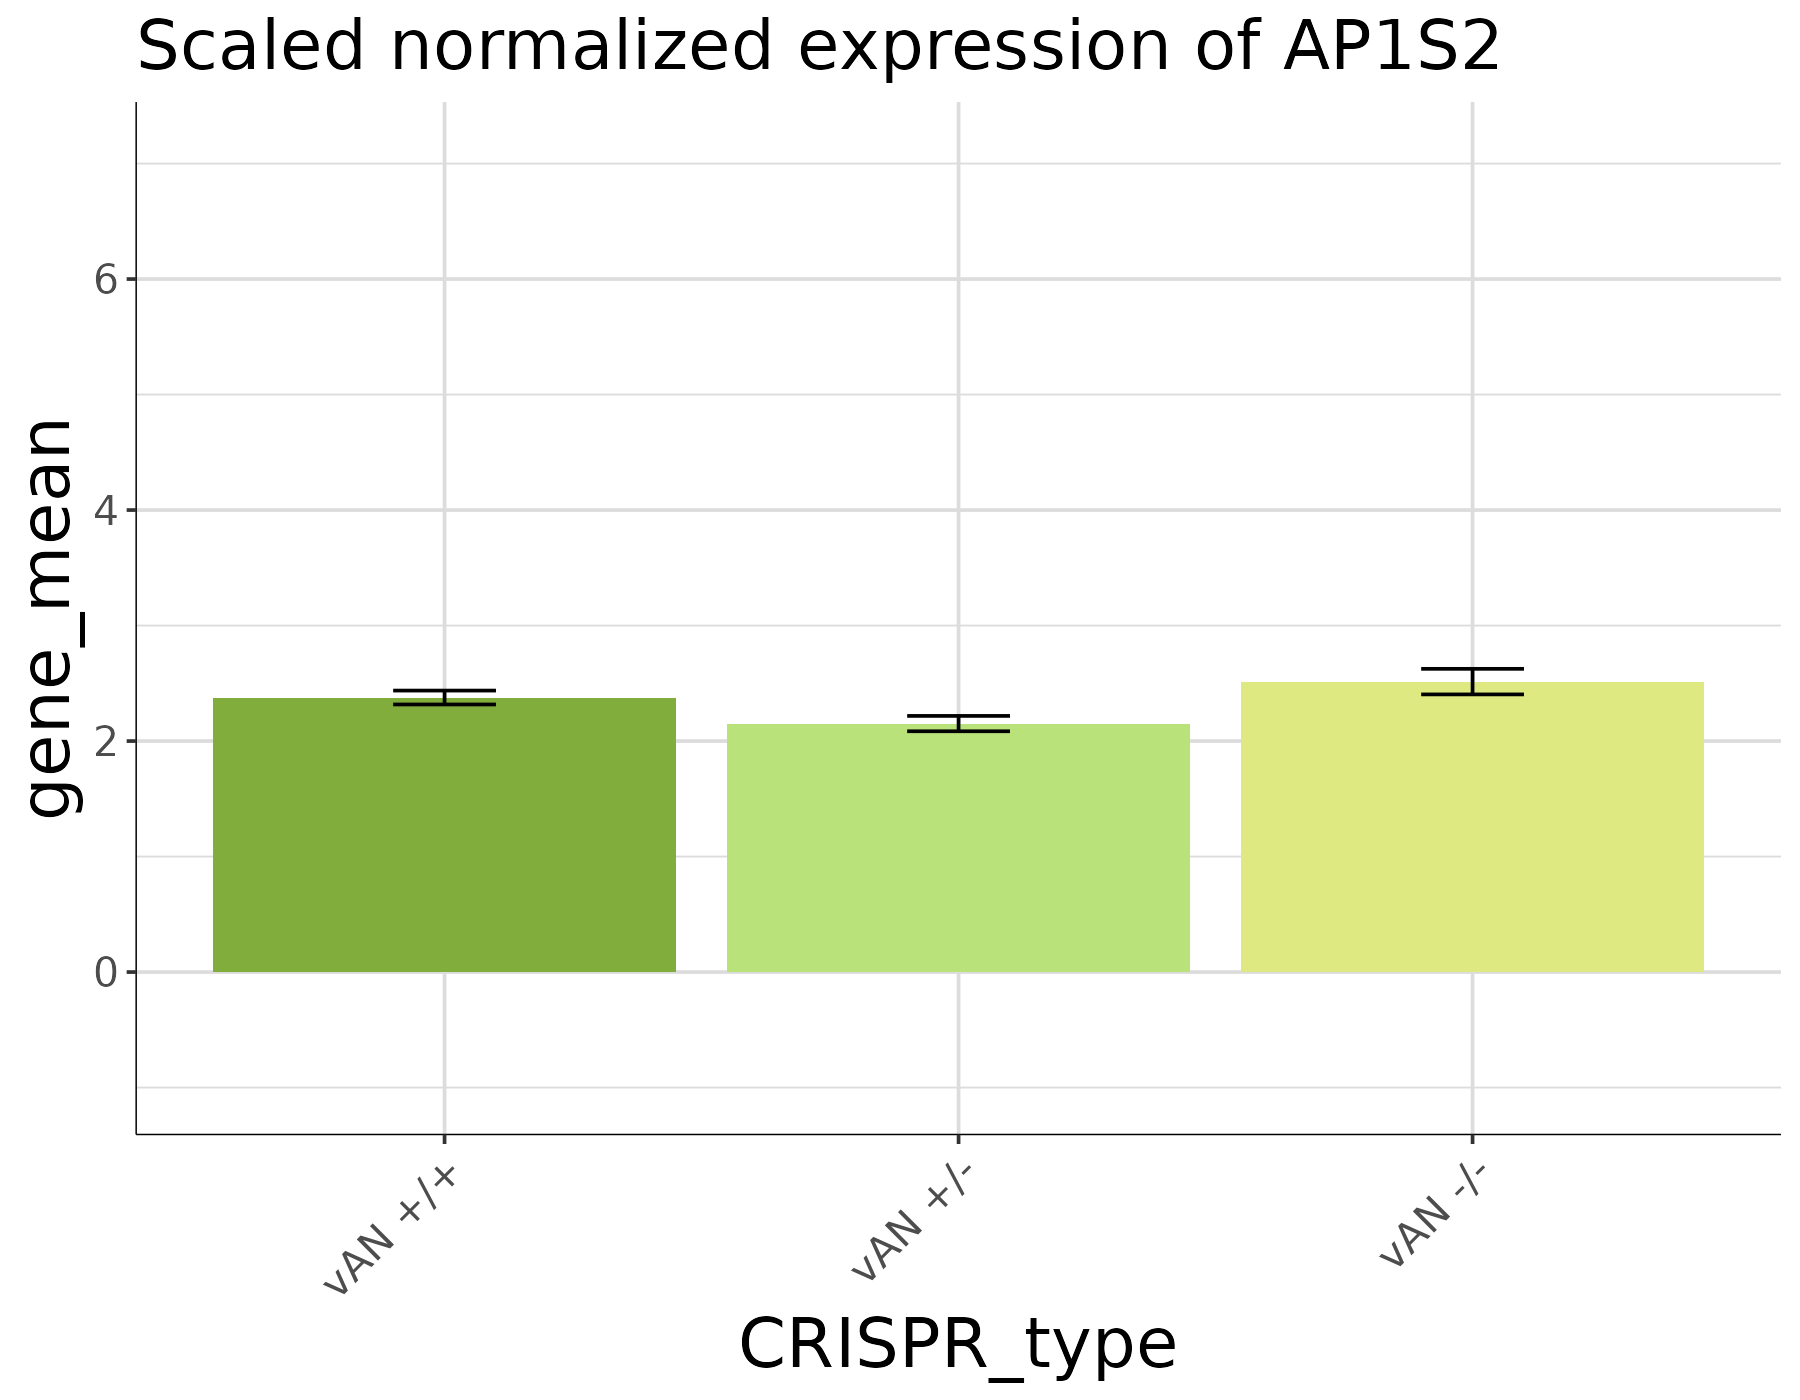 Scaled normalized expression of AP1S2
gene_mean
6
4
2
0
vAN +/+
vAN +/-
vAN -/-
CRISPR_type